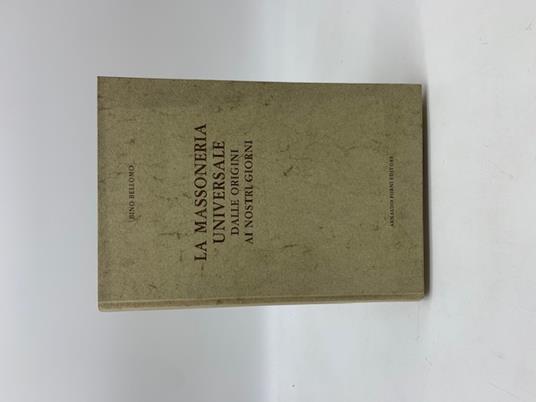 BINO BELLOMO
LA MASSONERIA
UNIVERSALE
DALLE ORIGINI
AI NOSTRI GIORNI
ARNALDO FORNI EDITORE